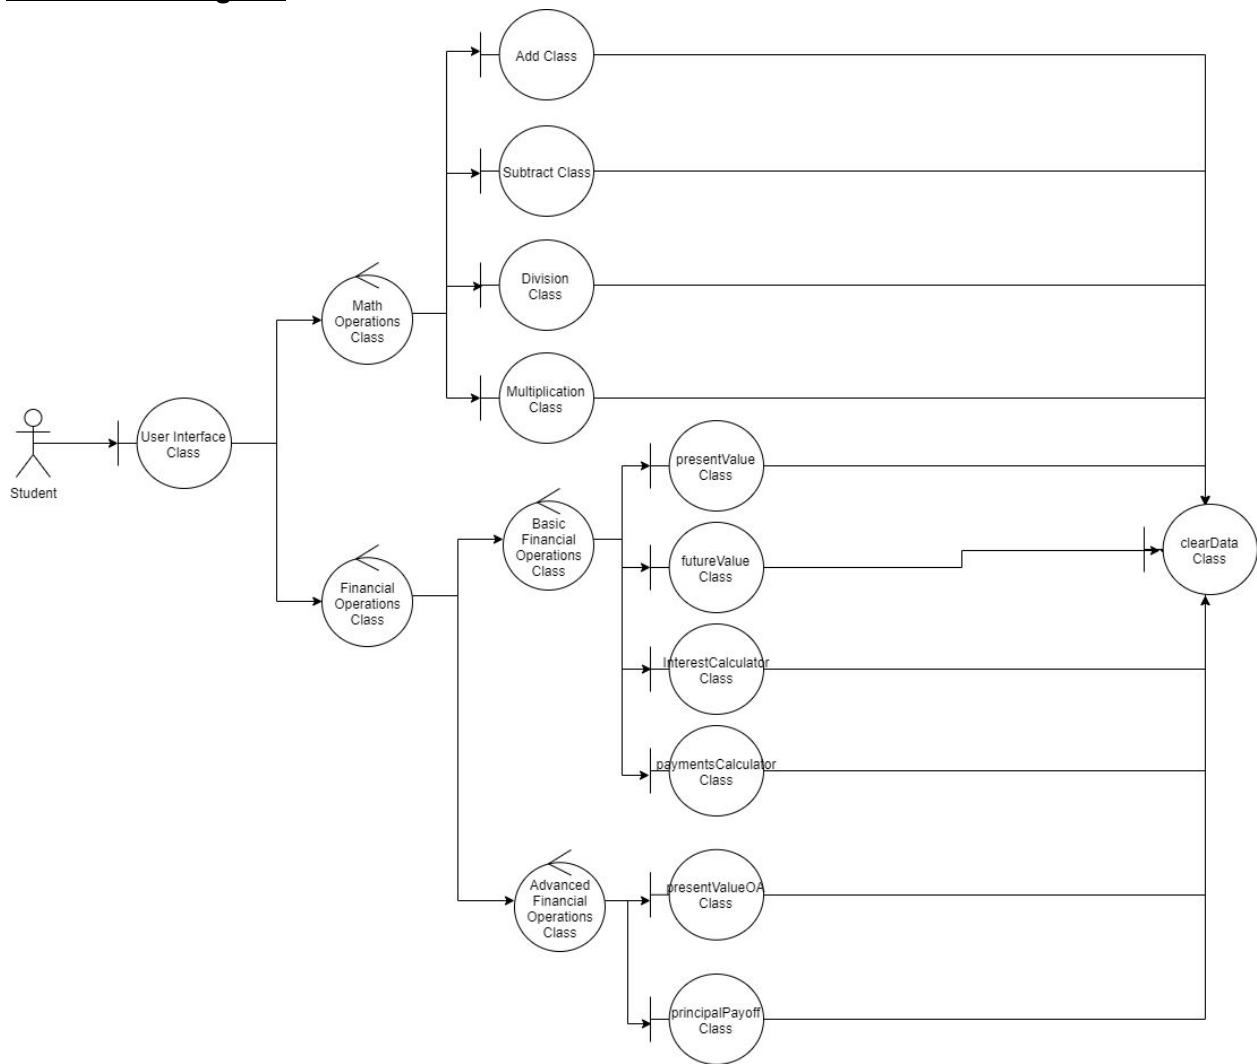 Add Class
Subtract Class
Division
Class
Math
Operations
Class
Multiplication
Class
User Interface
Class
Student
presentValue
Class
Basic
Financial
Operations
Class
clearData
Class
futureValue
Class
Financial
Operations
Class
InterestCalculator
Class
paymentsCalculator
Class
Advanced
Financial
Operations
Class
presentValueOA
Class
principalPayoff
Class